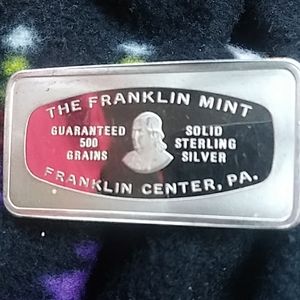 THE FRANKLIN MINT
GUARANTEED
500
GRAINS
SOLID
STERLING
SILVER
FRANKLIN CENTER, PA.